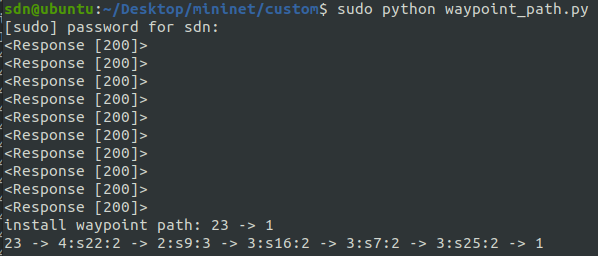 sdn@ubuntu:~/Desktop/mininet/custom$ sudo python waypoint_path.py
[sudo] password for sdn:
<Response [200]>
<Response [200]>
<Response [200]>
<Response [200]>
<Response [200]>
<Response [200]>
<Response [200]>
<Response [200]>
<Response [200]>
<Response [200]>
install waypoint path: 23 -> 1
23 -> 4:s22:2 -> 2:s9:3 -> 3:s16:2 -> 3:s7:2 -> 3:s25:2 -> 1